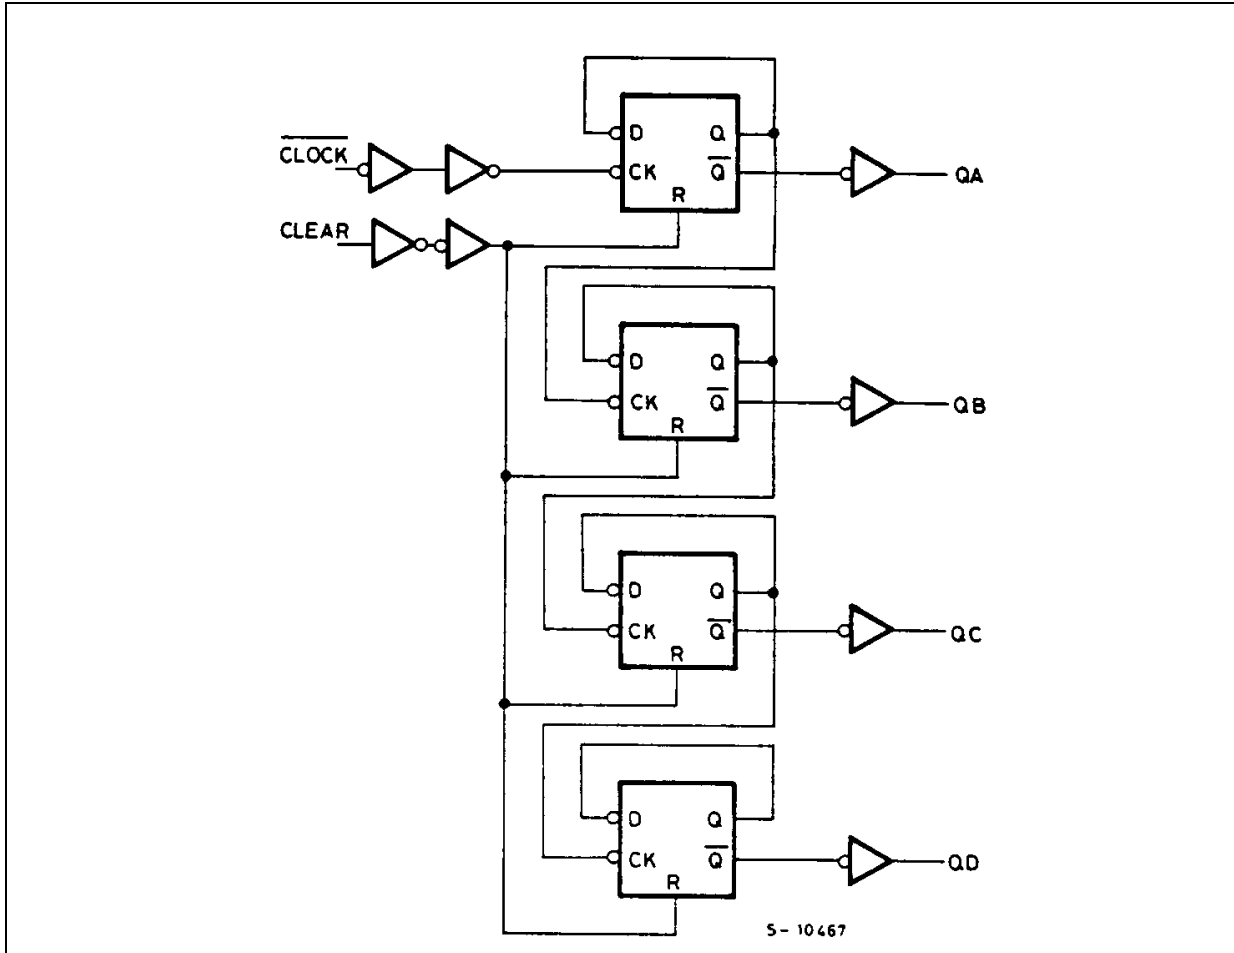 D Q
CLOCK
CK Q QA
R
CLEAR
D Q
CK Q QB
R
D Q
CK Q QC
R
D Q
CK Q QD
R
S-10467